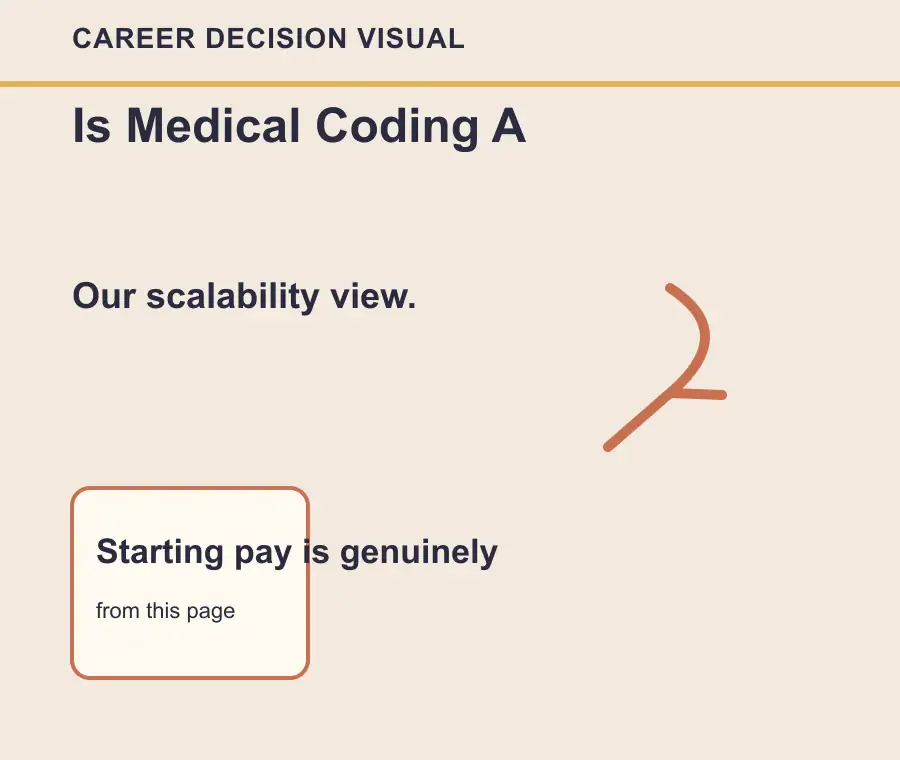 CAREER DECISION VISUAL
Is Medical Coding A
Our scalability view.
Starting pay is genuinely
from this page